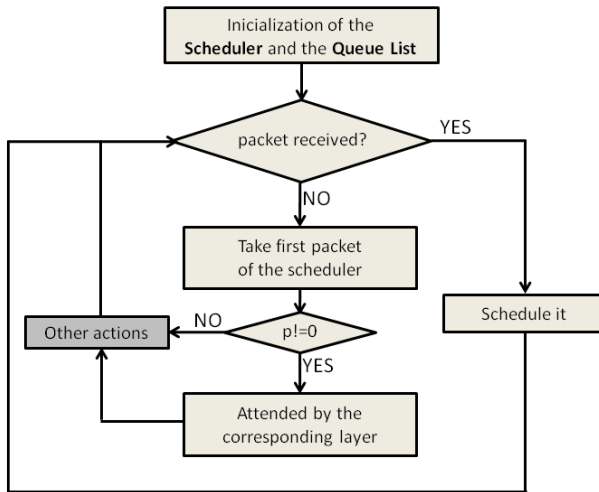 Inicialization of the
Scheduler and the Queue List
packet received?
YES
NO
Take first packet
of the scheduler
Schedule it
Other actions
NO
p!=0
YES
Attended by the
corresponding layer